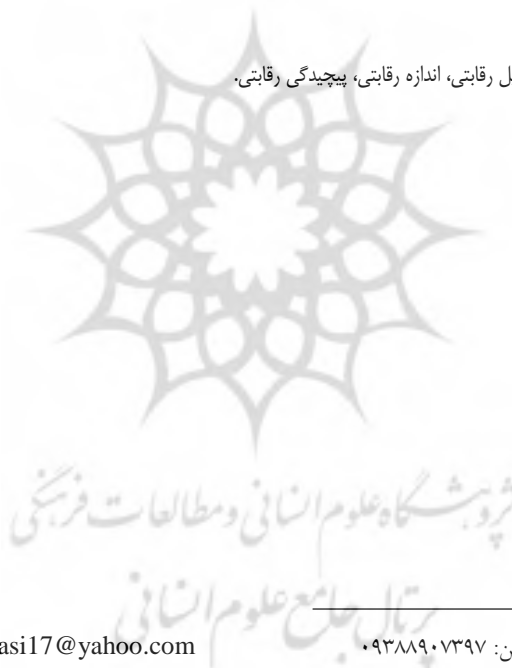 رقابتی، اندازه رقابتی، پیچیدگی رقابتی.
پژوهشگاه علوم انسانی و مطالعات فرهنگی
پرتال جامع علوم انسانی
asi17@yahoo.com ۰۹۳۸۸۹۰۷۳۹۷ :